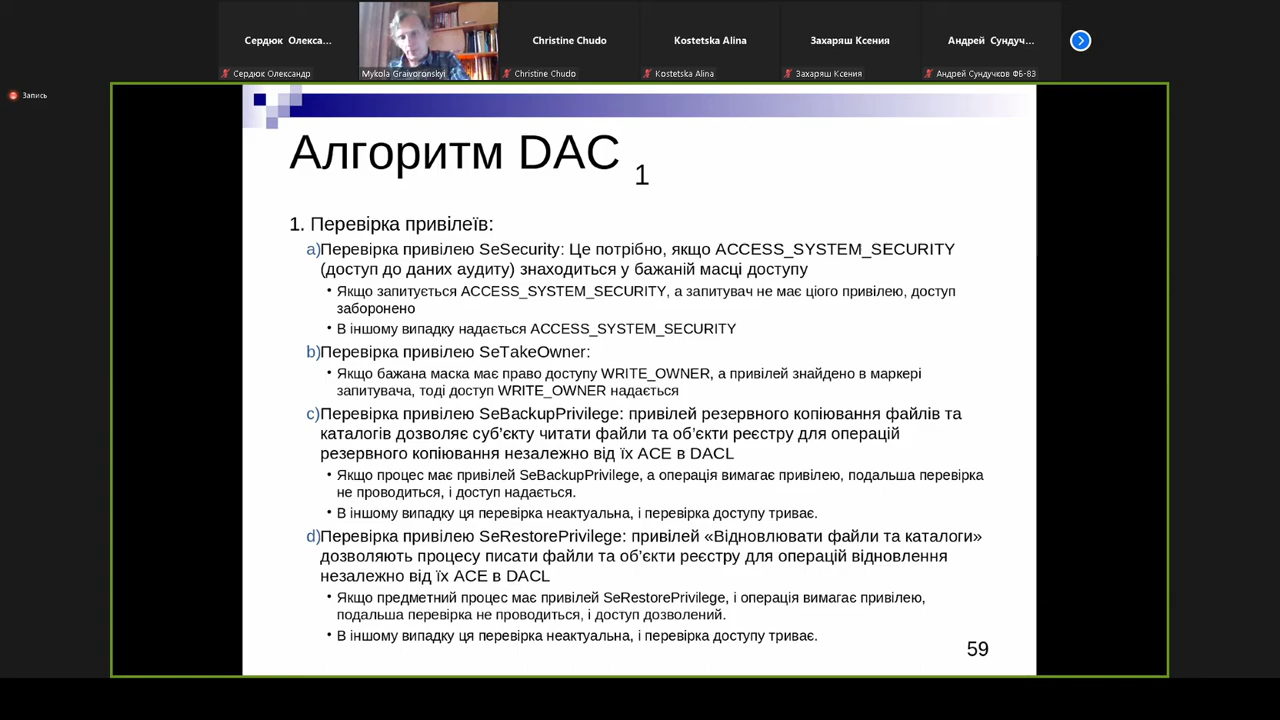 Сердюк Олекса...
Christine Chudo
Kostetska Alina
Захаряш Ксения
Андрей Сундуч...
Сердюк Олександр
Mykola Graivoronskyi
Christine Chudo
Kostetska Alina
Захаряш Ксения
Андрей Сундучков ФБ-83
Запись
Алгоритм DAC 1
1. Перевірка привілеїв:
a)Перевірка привілею SeSecurity: Це потрібно, якщо ACCESS_SYSTEM_SECURITY
(доступ до даних аудиту) знаходиться у бажаній масці доступу
• Якщо запитується ACCESS_SYSTEM_SECURITY, а запитувач не має ціого привілею, доступ
заборонено
• В іншому випадку надається ACCESS_SYSTEM_SECURITY
b)Перевірка привілею SeTakeOwner:
• Якщо бажана маска має право доступу WRITE_OWNER, а привілей знайдено в маркері
запитувача, тоді доступ WRITE_OWNER надається
c)Перевірка привілею SeBackupPrivilege: привілей резервного копіювання файлів та
каталогів дозволяє суб’єкту читати файли та об’єкти реєстру для операцій
резервного копіювання незалежно від їх ACE в DACL
• Якщо процес має привілей SeBackupPrivilege, а операція вимагає привілею, подальша перевірка
не проводиться, і доступ надається.
• В іншому випадку ця перевірка неактуальна, і перевірка доступу триває.
d)Перевірка привілею SeRestorePrivilege: привілей «Відновлювати файли та каталоги»
дозволяють процесу писати файли та об’єкти реєстру для операцій відновлення
незалежно від їх ACE в DACL
• Якщо предметний процес має привілей SeRestorePrivilege, і операція вимагає привілею,
подальша перевірка не проводиться, і доступ дозволений.
• В іншому випадку ця перевірка неактуальна, і перевірка доступу триває.
59